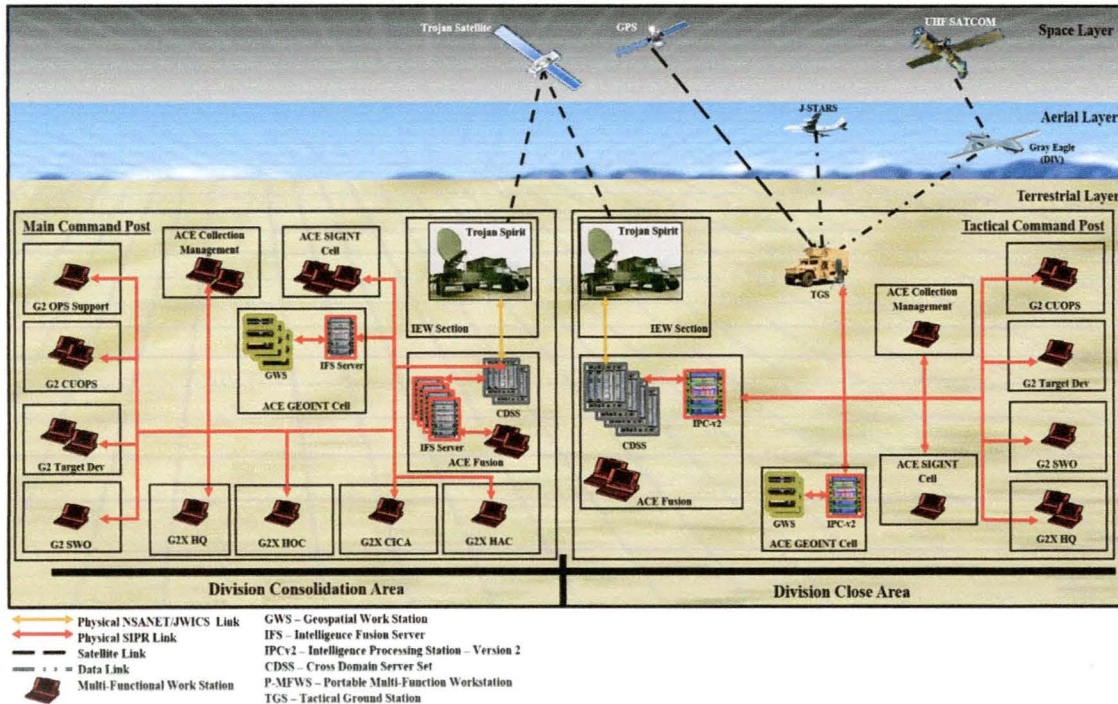 Trojan Satellite
GPS
UHF SATCOM
Space Layer
J-STARS
Aerial Layer
Gray Eagle
(DIV)
Terrestrial Layer
Main Command Post
ACE Collection
Management
ACE SIGINT
Cell
Trojan Spirit
IEW Section
G2 OPS Support
G2 CUOPS
G2 Target Dev
G2 SWO
GWS
IFS Server
ACE GEOINT Cell
CDSS
IFS Server
ACE Fusion
G2X HQ
G2X HOC
G2X CICA
G2X HAC
Trojan Spirit
IEW Section
TGS
Tactical Command Post
ACE Collection
Management
G2 CUOPS
G2 Target Dev
CDSS
IPC-v2
ACE Fusion
ACE SIGINT
Cell
G2 SWO
GWS
IPC-v2
ACE GEOINT Cell
G2X HQ
Division Consolidation Area
Division Close Area
Physical NSANET/JWICS Link
Physical SIPR Link
Satellite Link
Data Link
Multi-Functional Work Station
GWS – Geospatial Work Station
IFS – Intelligence Fusion Server
IPCv2 – Intelligence Processing Station – Version 2
CDSS – Cross Domain Server Set
P-MFWS – Portable Multi-Function Workstation
TGS – Tactical Ground Station